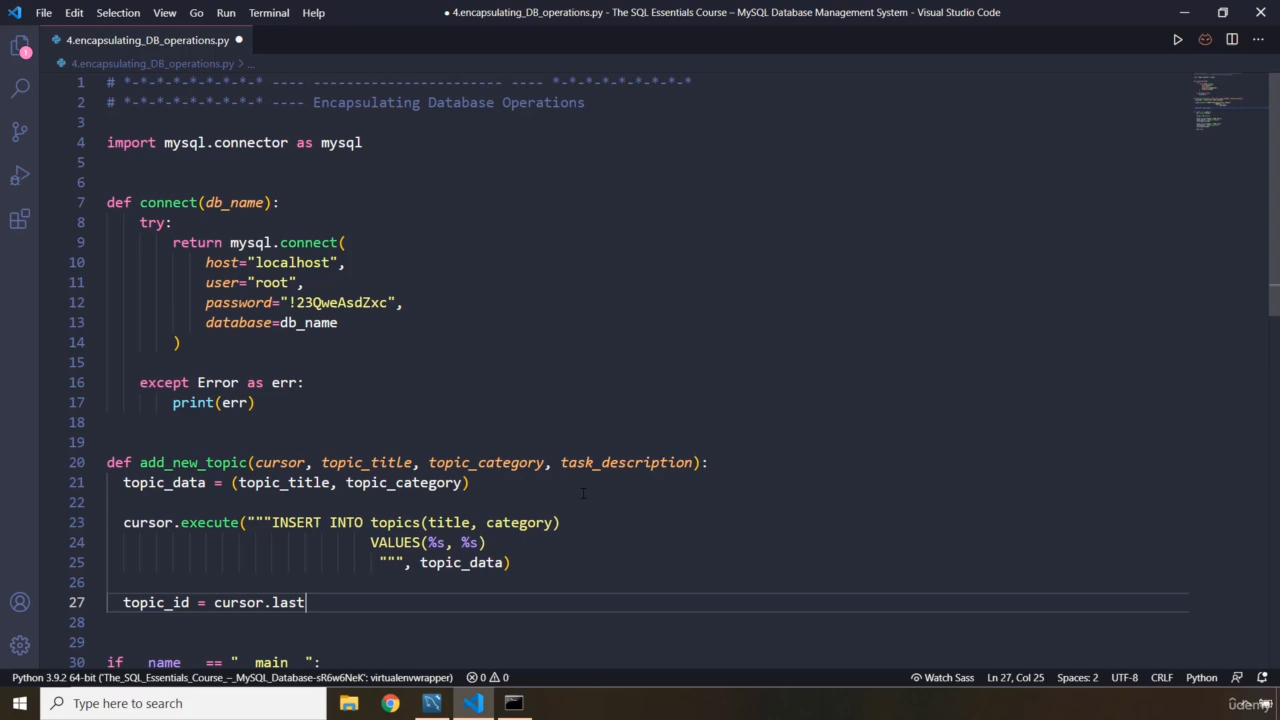 File Edit Selection View Go Run Terminal Help
● 4.encapsulating_DB_operations.py - The SQL Essentials Course – MySQL Database Management System - Visual Studio Code
4.encapsulating_DB_operations.py ●
4.encapsulating_DB_operations.py > ...
1 # *-*-*-*-*-*-*-* ---- ----------------------- ---- *-*-*-*-*-*-*-*
2 # *-*-*-*-*-*-*-* ---- Encapsulating Database Operations
3
4 import mysql.connector as mysql
5
6
7 def connect(db_name):
8 try:
9 return mysql.connect(
10 host="localhost",
11 user="root",
12 password="!23QweAsdZxc",
13 database=db_name
14 )
15
16 except Error as err:
17 print(err)
18
19
20 def add_new_topic(cursor, topic_title, topic_category, task_description):
21 topic_data = (topic_title, topic_category)
22
23 cursor.execute("""INSERT INTO topics(title, category)
24 VALUES(%s, %s)
25 """, topic_data)
26
27 topic_id = cursor.last
28
29
30 if __name__ == "__main__":
Python 3.9.2 64-bit ('The_SQL_Essentials_Course_–_MySQL_Database-sR6w6NeK': virtualenvwrapper) 0 0 Watch Sass Ln 27, Col 25 Spaces: 2 UTF-8 CRLF Python
Type here to search
udemy